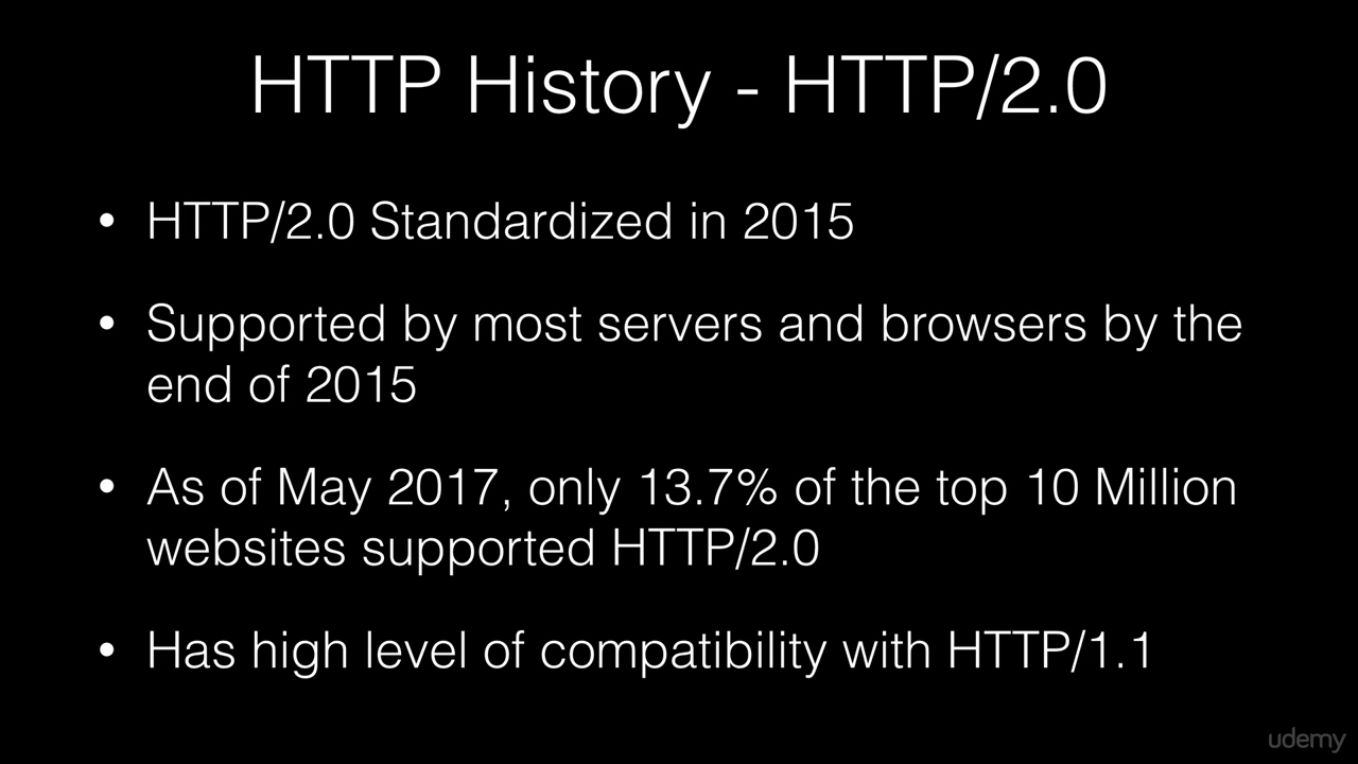 HTTP History - HTTP/2.0
• HTTP/2.0 Standardized in 2015
• Supported by most servers and browsers by the
end of 2015
• As of May 2017, only 13.7% of the top 10 Million
websites supported HTTP/2.0
• Has high level of compatibility with HTTP/1.1
udemy